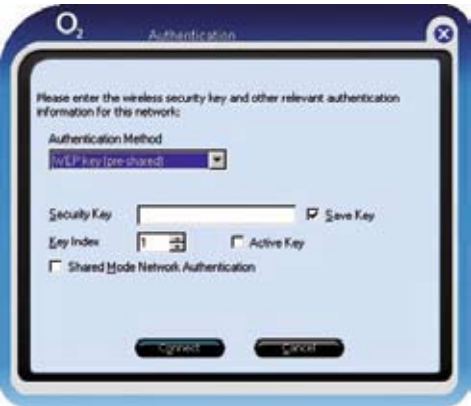 O2
Authentication
Please enter the wireless security key and other relevant authentication
information for this network:
Authentication Method
WEP key (pre-shared)
Security Key
Save Key
Key Index
1
Active Key
Shared Mode Network Authentication
Connect
Cancel